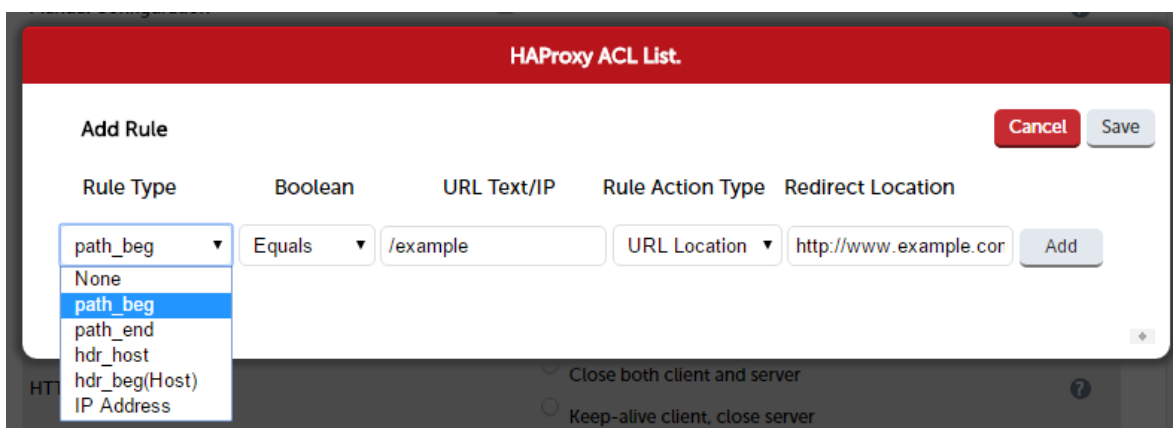 HAProxy ACL List.
Add Rule
Cancel
Save
Rule Type
Boolean
URL Text/IP
Rule Action Type
Redirect Location
path_beg
Equals
/example
URL Location
http://www.example.cor
Add
None
path_beg
path_end
hdr_host
hdr_beg(Host)
IP Address
HT
Close both client and server
Keep-alive client, close server